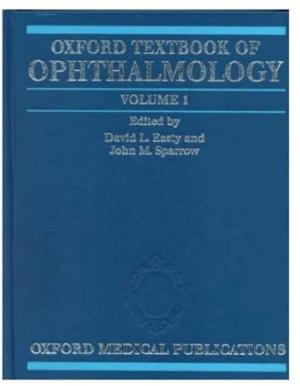 OXFORD TEXTBOOK OF
OPHTHALMOLOGY
VOLUME 1
Edited by
David L. Easty and
John M. Sparrow
OXFORD MEDICAL PUBLICATIONS